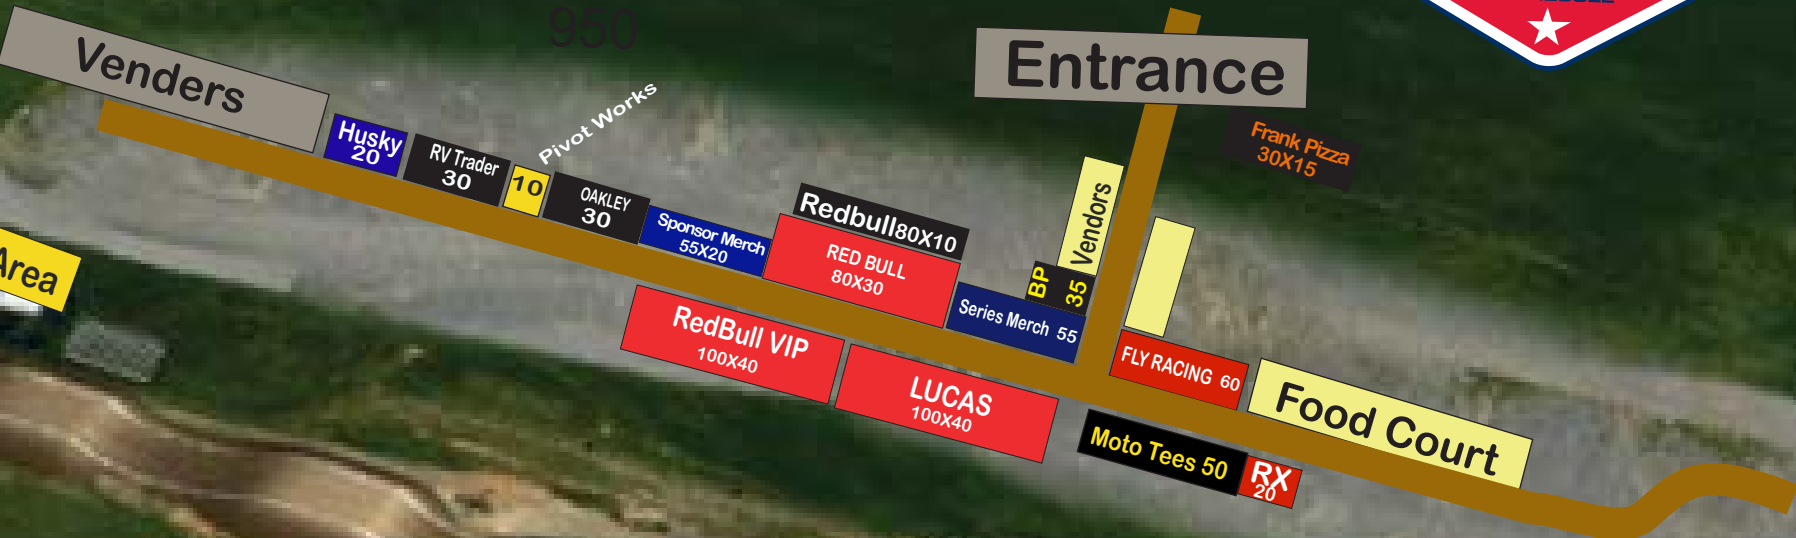 950
Entrance
Venders
Husky
20
RV Trader
30
10
Pivot Works
OAKLEY
30
Sponsor Merch
55X20
Redbull80X10
RED BULL
80X30
Series Merch 55
BP
35
Vendors
Frank Pizza
30X15
Area
RedBull VIP
100X40
LUCAS
100X40
FLY RACING 60
Food Court
Moto Tees 50
RX
20